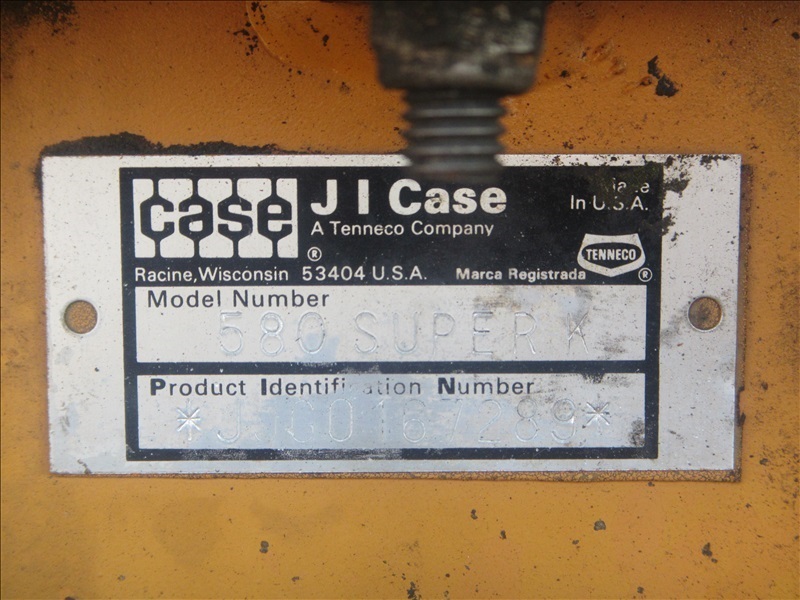 case
J I Case
A Tenneco Company
®
Made
In U.S.A.
TENNECO
®
Racine, Wisconsin 53404 U.S.A.
Marca Registrada
Model Number
580 SUPER K
Product Identification Number
*JJG0167289*